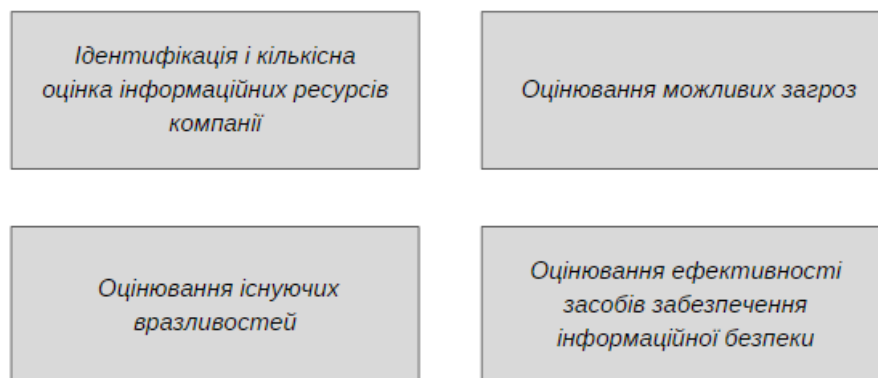 Ідентифікація і кількісна
оцінка інформаційних ресурсів
компанії
Оцінювання можливих загроз
Оцінювання існуючих
вразливостей
Оцінювання ефективності
засобів забезпечення
інформаційної безпеки